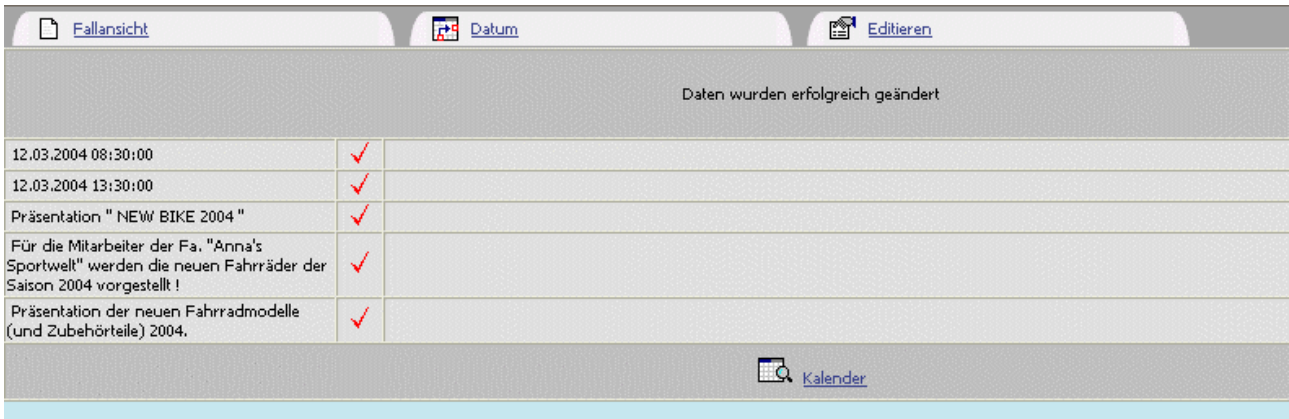 Fallansicht
Datum
Editieren
Daten wurden erfolgreich geändert
12.03.2004 08:30:00
12.03.2004 13:30:00
Präsentation " NEW BIKE 2004 "
Für die Mitarbeiter der Fa. "Anna's
Sportwelt" werden die neuen Fahrräder der
Saison 2004 vorgestellt !
Präsentation der neuen Fahrradmodelle
(und Zubehörteile) 2004.
Kalender